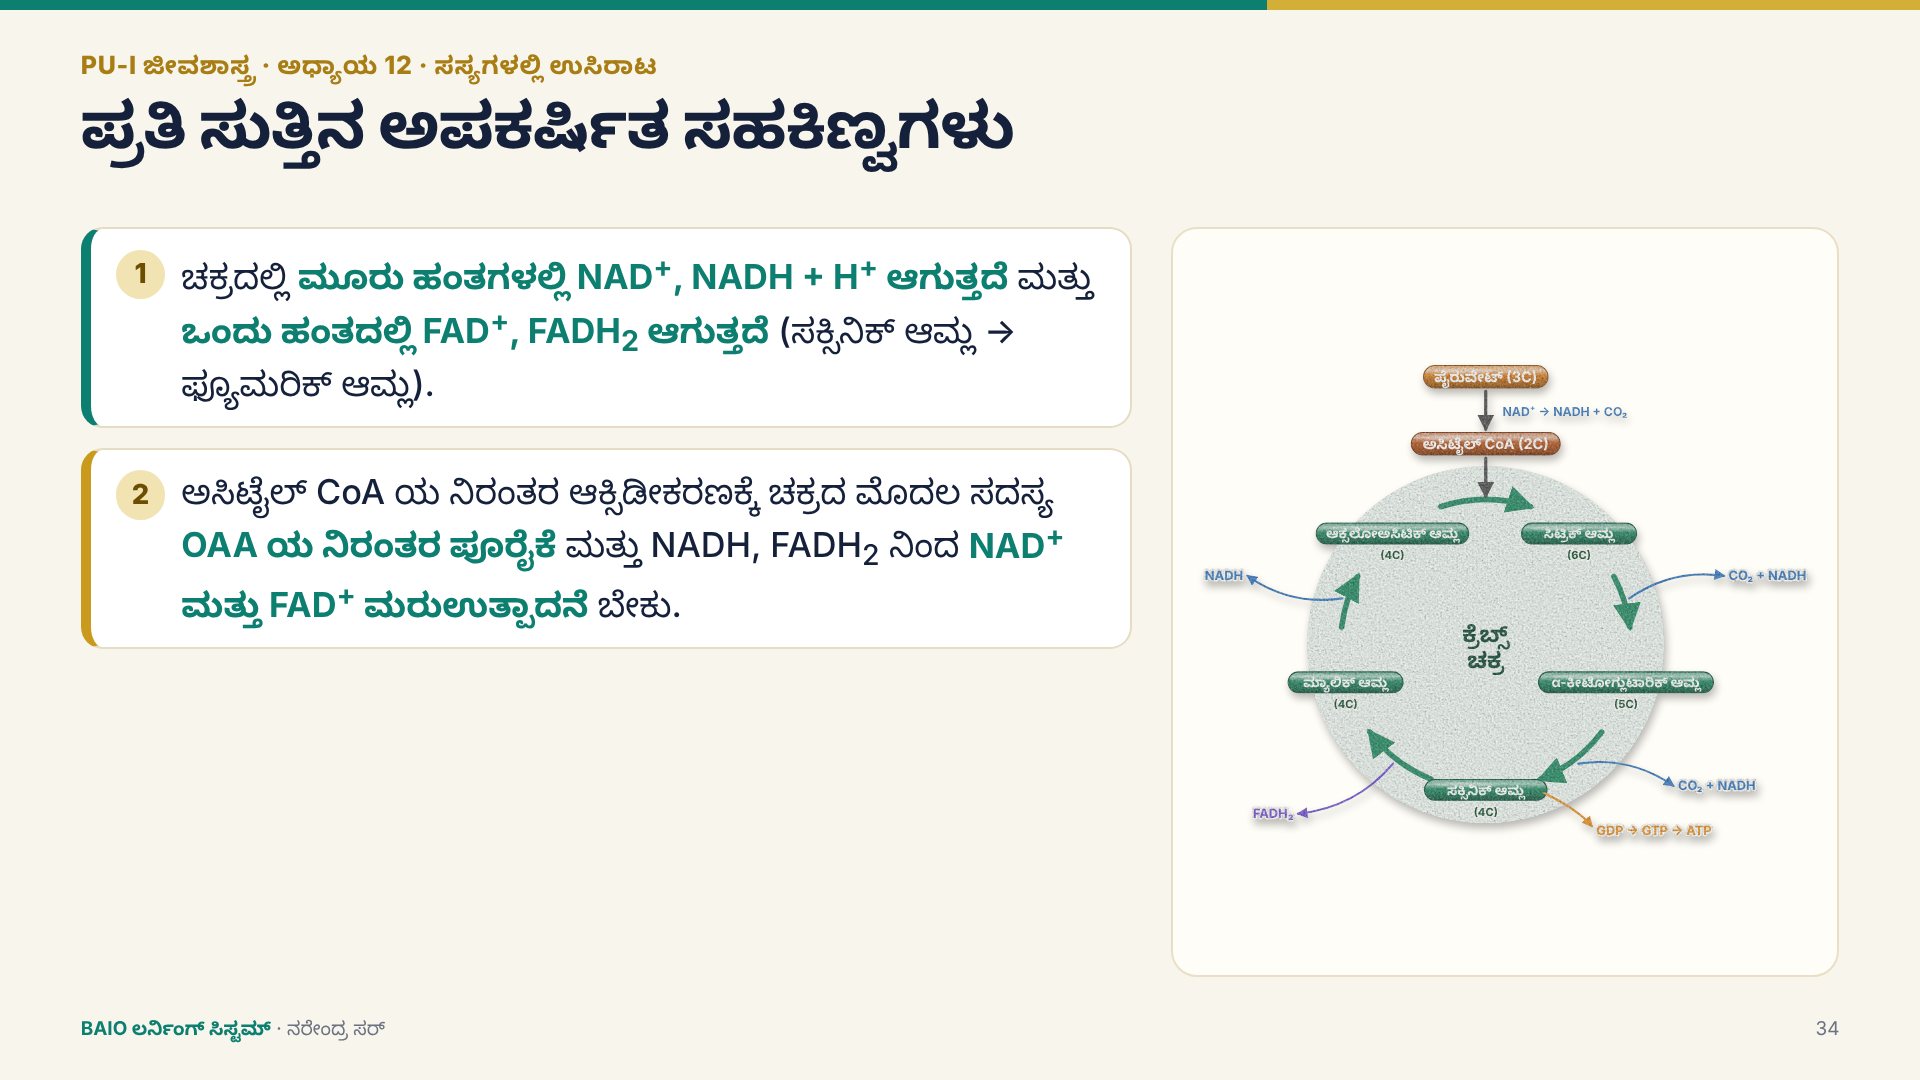 PU-I ಜೀವಶಾಸ್ತ್ರ · ಅಧ್ಯಾಯ 12 · ಸಸ್ಯಗಳಲ್ಲಿ ಉಸಿರಾಟ
ಪ್ರತಿ ಸುತ್ತಿನ ಅಪಕರ್ಷಿತ ಸಹಕಿಣ್ವಗಳು
1
ಚಕ್ರದಲ್ಲಿ ಮೂರು ಹಂತಗಳಲ್ಲಿ NAD⁺, NADH + H⁺ ಆಗುತ್ತದೆ ಮತ್ತು
ಒಂದು ಹಂತದಲ್ಲಿ FAD⁺, FADH₂ ಆಗುತ್ತದೆ (ಸಕ್ಸಿನಿಕ್ ಆಮ್ಲ →
ಫ್ಯೂಮರಿಕ್ ಆಮ್ಲ).
2
ಅಸಿಟೈಲ್ CoA ಯ ನಿರಂತರ ಆಕ್ಸಿಡೀಕರಣಕ್ಕೆ ಚಕ್ರದ ಮೊದಲ ಸದಸ್ಯ
OAA ಯ ನಿರಂತರ ಪೂರೈಕೆ ಮತ್ತು NADH, FADH₂ ನಿಂದ NAD⁺
ಮತ್ತು FAD⁺ ಮರುಉತ್ಪಾದನೆ ಬೇಕು.
ಪೈರುವೇಟ್ (3C)
NAD⁺ → NADH + CO₂
ಅಸಿಟೈಲ್ CoA (2C)
ಆಕ್ಸಲೋಅಸಿಟಿಕ್ ಆಮ್ಲ
(4C)
ಸಿಟ್ರಿಕ್ ಆಮ್ಲ
(6C)
NADH
CO₂ + NADH
ಕ್ರೆಬ್ಸ್
ಚಕ್ರ
ಮ್ಯಾಲಿಕ್ ಆಮ್ಲ
(4C)
α-ಕೀಟೋಗ್ಲುಟಾರಿಕ್ ಆಮ್ಲ
(5C)
ಸಕ್ಸಿನಿಕ್ ಆಮ್ಲ
(4C)
CO₂ + NADH
FADH₂
GDP → GTP → ATP
BAIO ಲರ್ನಿಂಗ್ ಸಿಸ್ಟಮ್ · ನರೇಂದ್ರ ಸರ್
34